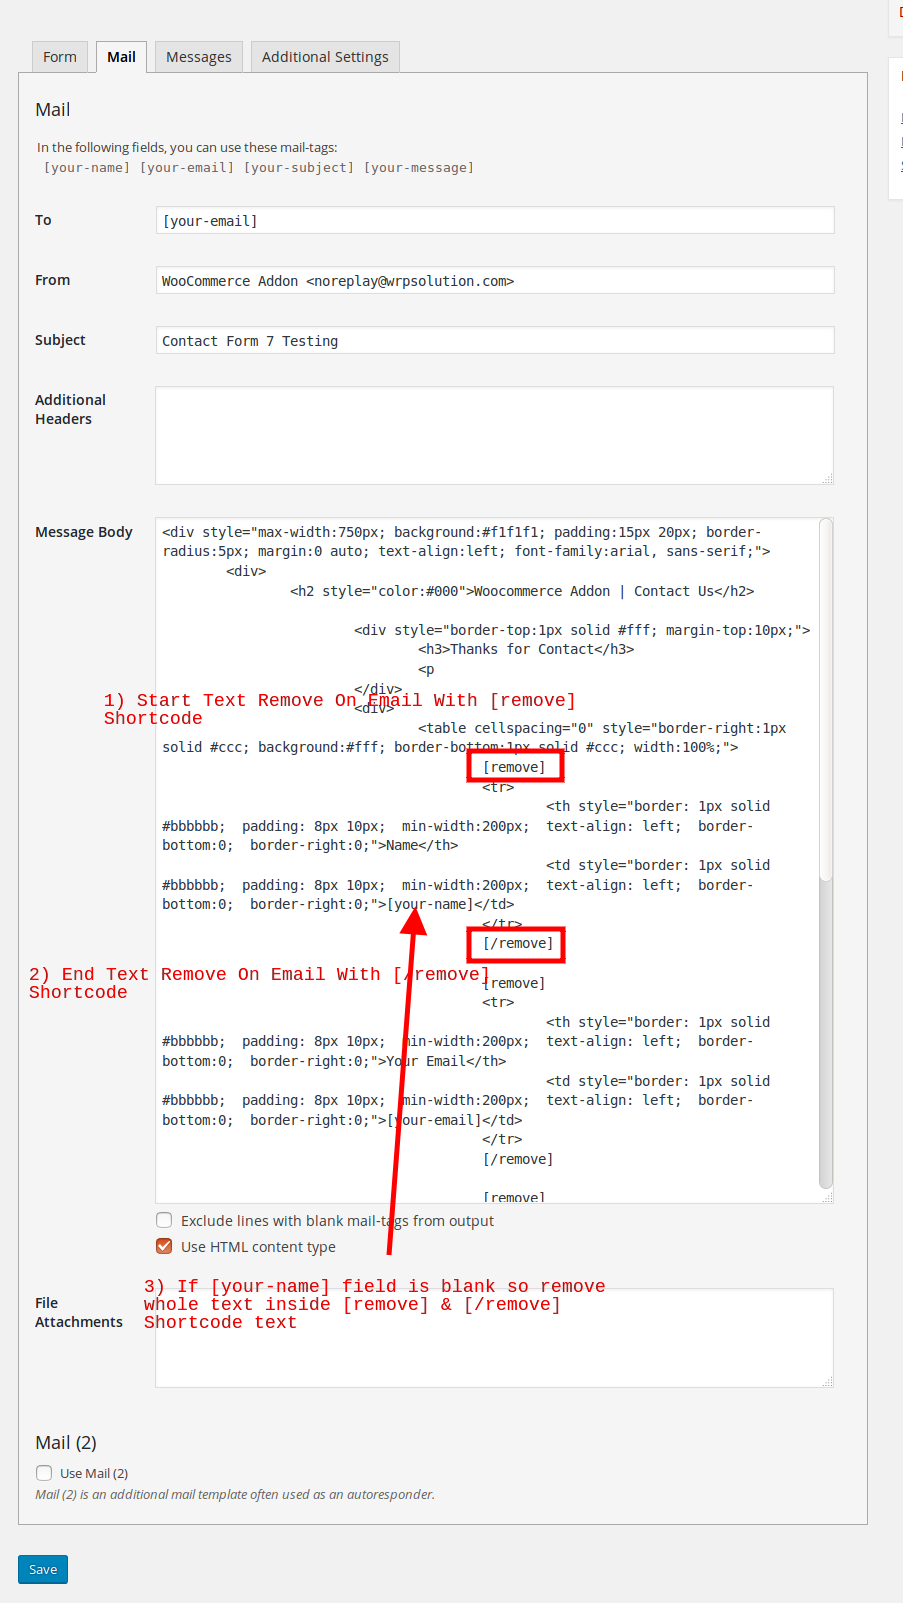 Form Mail Messages Additional Settings
Mail
In the following fields, you can use these mail-tags:
[your-name] [your-email] [your-subject] [your-message]
To [your-email]
From WooCommerce Addon <noreplay@wrpsolution.com>
Subject Contact Form 7 Testing
Additional
Headers
Message Body
<div style="max-width:750px; background:#f1f1f1; padding:15px 20px; border-
radius:5px; margin:0 auto; text-align:left; font-family:arial, sans-serif;">
<div>
<h2 style="color:#000">Woocommerce Addon | Contact Us</h2>
<div style="border-top:1px solid #fff; margin-top:10px;">
<h3>Thanks for Contact</h3>
<p
</div>
1) Start Text Remove On Email With [remove]
Shortcode
<div>
<table cellspacing="0" style="border-right:1px
solid #ccc; background:#fff; border-bottom:1px solid #ccc; width:100%;">
[remove]
<tr>
<th style="border: 1px solid
#bbbbbb; padding: 8px 10px; min-width:200px; text-align: left; border-
bottom:0; border-right:0;">Name</th>
<td style="border: 1px solid
#bbbbbb; padding: 8px 10px; min-width:200px; text-align: left; border-
bottom:0; border-right:0;">[your-name]</td>
</tr>
[/remove]
2) End Text Remove On Email With [/remove]
Shortcode
[remove]
<tr>
<th style="border: 1px solid
#bbbbbb; padding: 8px 10px; min-width:200px; text-align: left; border-
bottom:0; border-right:0;">Your Email</th>
<td style="border: 1px solid
#bbbbbb; padding: 8px 10px; min-width:200px; text-align: left; border-
bottom:0; border-right:0;">[your-email]</td>
</tr>
[/remove]
[remove]
Exclude lines with blank mail-tags from output
Use HTML content type
3) If [your-name] field is blank so remove
whole text inside [remove] & [/remove]
Shortcode text
File
Attachments
Mail (2)
Use Mail (2)
Mail (2) is an additional mail template often used as an autoresponder.
Save